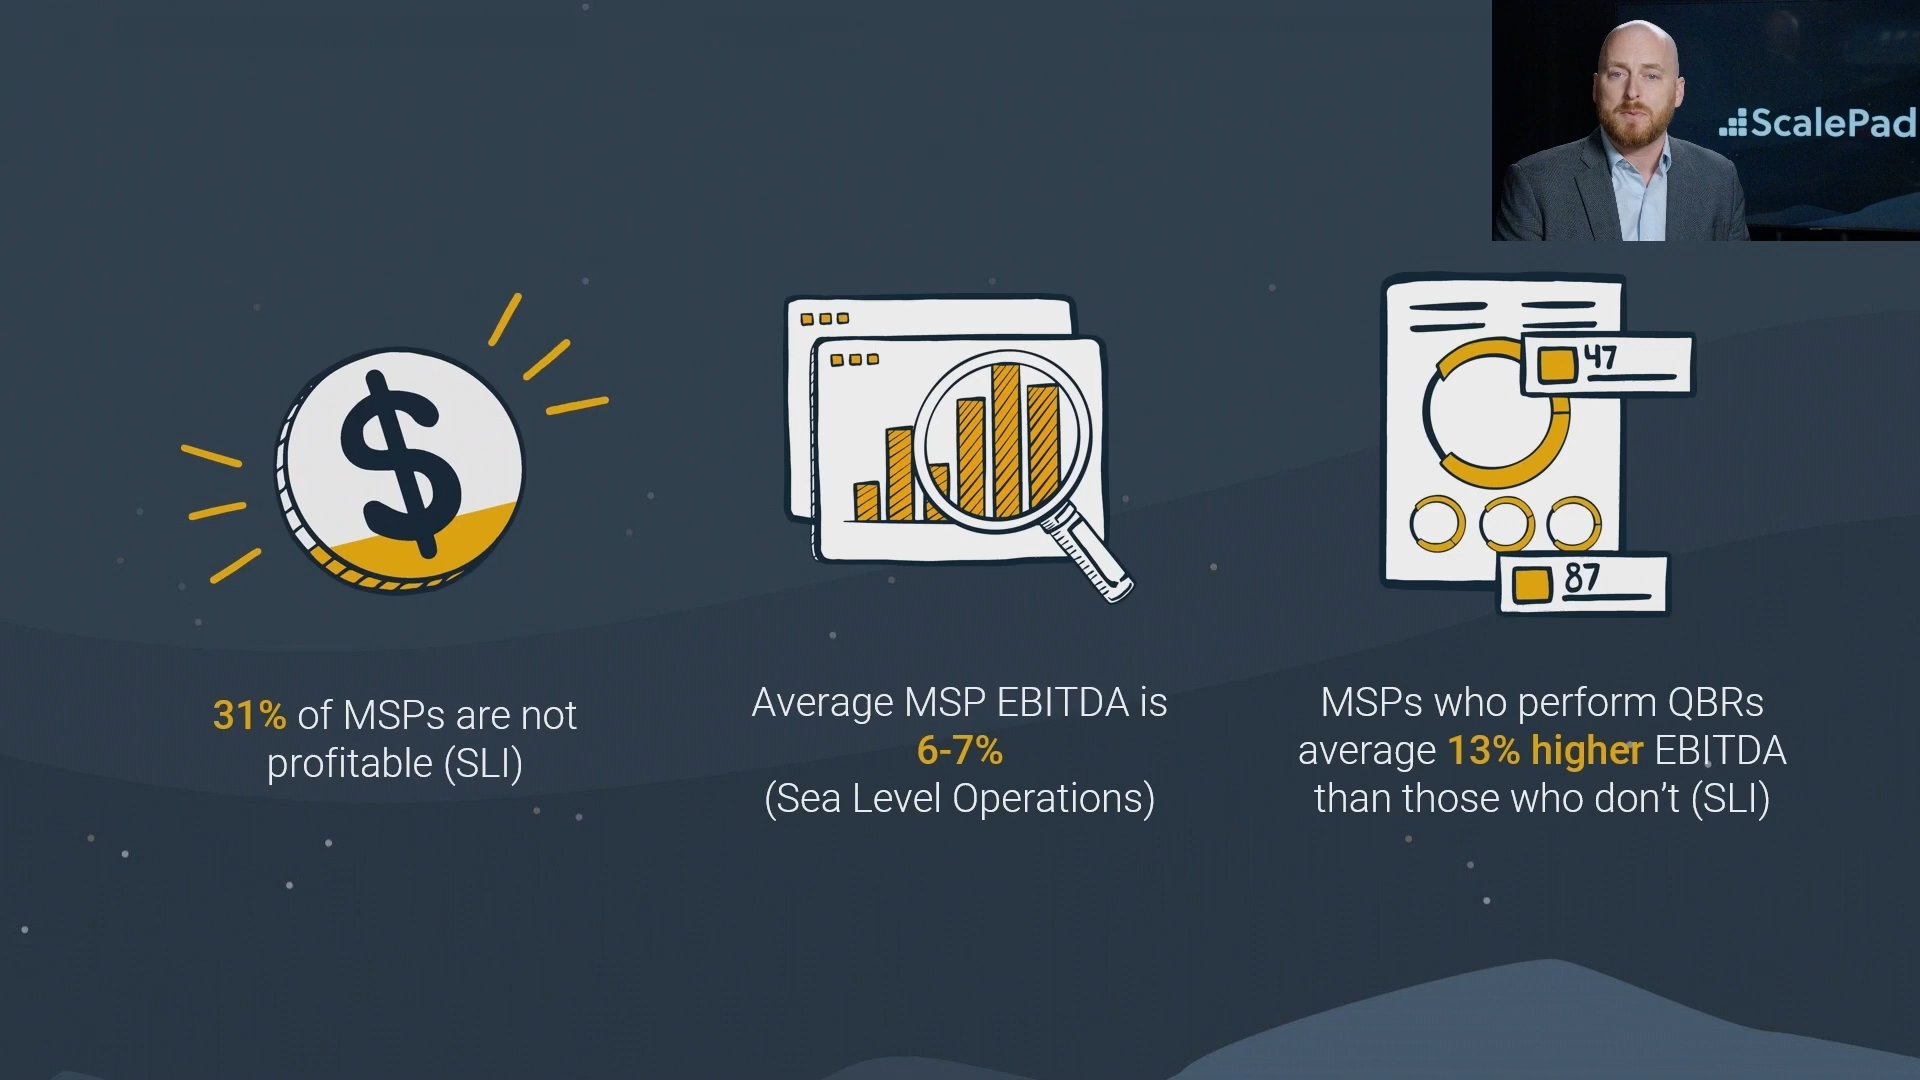 ScalePad
47
87
$
31% of MSPs are not
profitable (SLI)
Average MSP EBITDA is
6-7%
(Sea Level Operations)
MSPs who perform QBRs
average 13% higher EBITDA
than those who don’t (SLI)